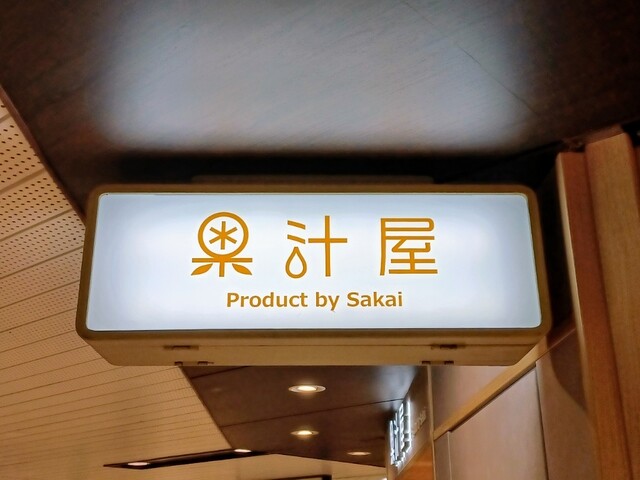 果汁屋
Product by Sakai